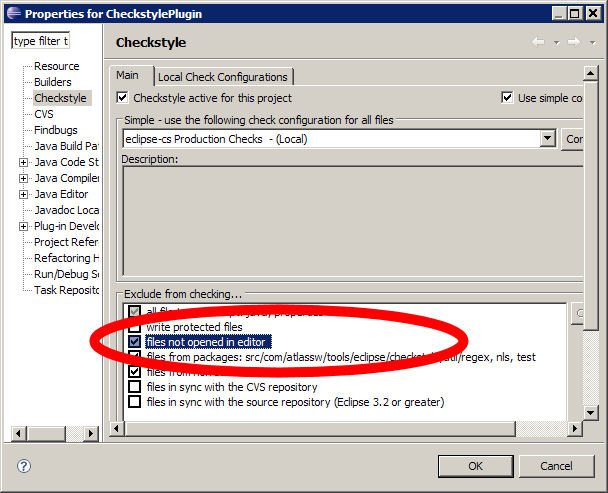 Properties for CheckstylePlugin
type filter t
Checkstyle
Resource
Builders
Checkstyle
CVS
Findbugs
Java Build Pat
Java Code St
Java Compiler
Java Editor
Javadoc Loca
Plug-in Develo
Project Refer
Refactoring H
Run/Debug Se
Task Reposito
Main
Local Check Configurations
Checkstyle active for this project
Use simple co
Simple - use the following check configuration for all files
eclipse-cs Production Checks - (Local)
Con
Description:
Exclude from checking...
all file
write protected files
files not opened in editor
files from packages: src/com/atlassw/tools/eclipse/checkstyle/util/regex, nls, test
files from
files in sync with the CVS repository
files in sync with the source repository (Eclipse 3.2 or greater)
?
OK
Cancel